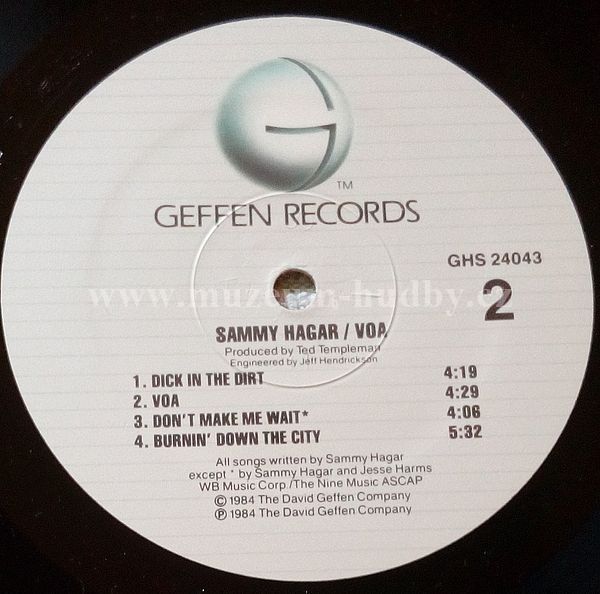 TM
GEFFEN RECORDS
GHS 24043
www.muzeum-hudby.cz
2
SAMMY HAGAR / VOA
Produced by Ted Templeman
Engineered by Jeff Hendrickson
1. DICK IN THE DIRT 4:19
2. VOA 4:29
3. DON'T MAKE ME WAIT* 4:06
4. BURNIN' DOWN THE CITY 5:32
All songs written by Sammy Hagar
except * by Sammy Hagar and Jesse Harms
WB Music Corp./The Nine Music ASCAP
© 1984 The David Geffen Company
℗ 1984 The David Geffen Company